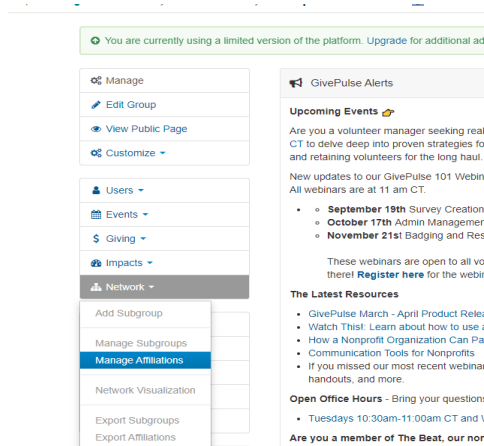 You are currently using a limited version of the platform. Upgrade for additional ad
Manage
Edit Group
View Public Page
Customize
Users
Events
Giving
Impacts
Network
Add Subgroup
Manage Subgroups
Manage Affiliations
Network Visualization
Export Subgroups
Export Affiliations
GivePulse Alerts
Upcoming Events
Are you a volunteer manager seeking real
CT to delve deep into proven strategies fo
and retaining volunteers for the long haul.
New updates to our GivePulse 101 Webin
All webinars are at 11 am CT.
September 19th Survey Creation
October 17th Admin Managemen
November 21st Badging and Res
These webinars are open to all vo
there! Register here for the webin
The Latest Resources
GivePulse March - April Product Relea
Watch This!: Learn about how to use a
How a Nonprofit Organization Can Pa
Communication Tools for Nonprofits
If you missed our most recent webinar
handouts, and more.
Open Office Hours - Bring your questions
Tuesdays 10:30am-11:00am CT and W
Are you a member of The Beat, our non